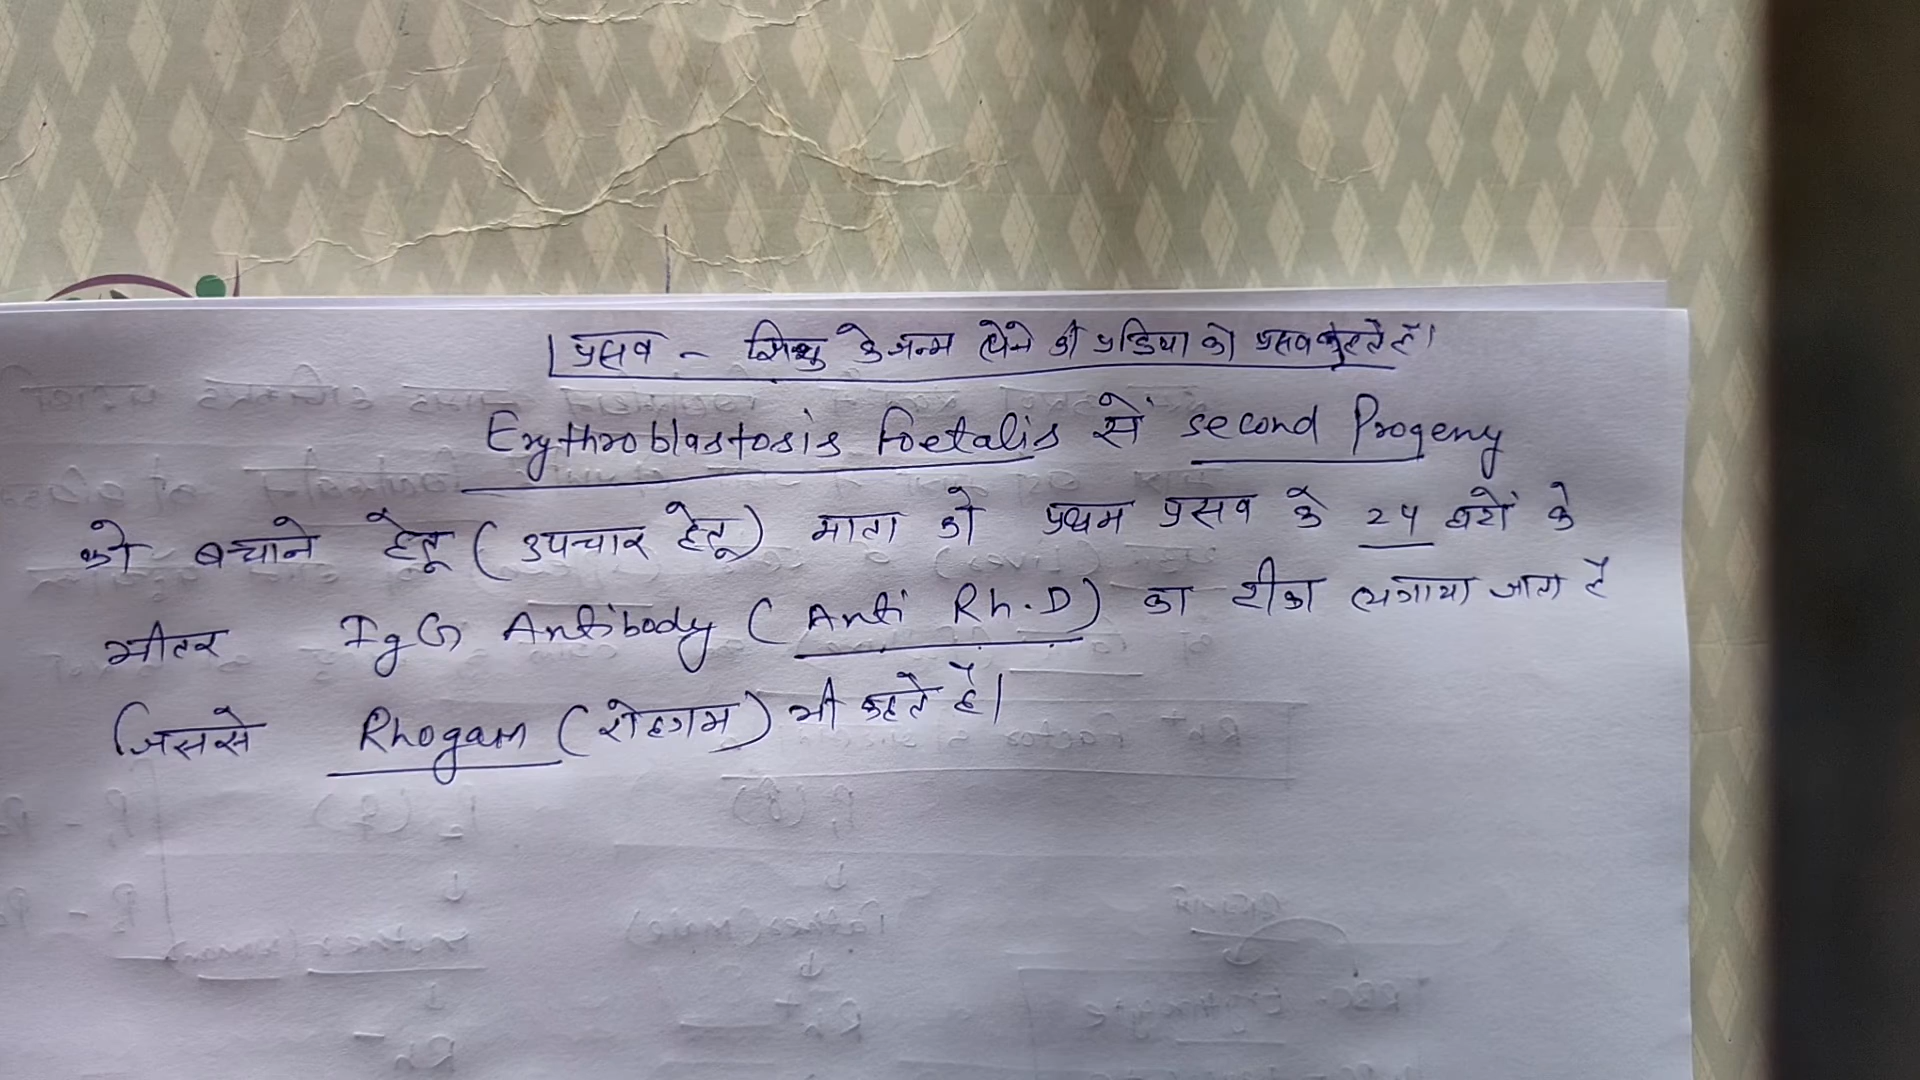 प्रसव - शिशु के जन्म होने की प्रक्रिया को प्रसव कहते हैं।
Erythroblastosis Foetalis से second Progeny
को बचाने हेतू (उपचार हेतू) माता को प्रथम प्रसव के 24 घंटों के
भीतर IgG Antibody (Anti Rh.D) का टीका लगाया जाता है
जिससे Rhogam (रोहगम) भी कहते है।